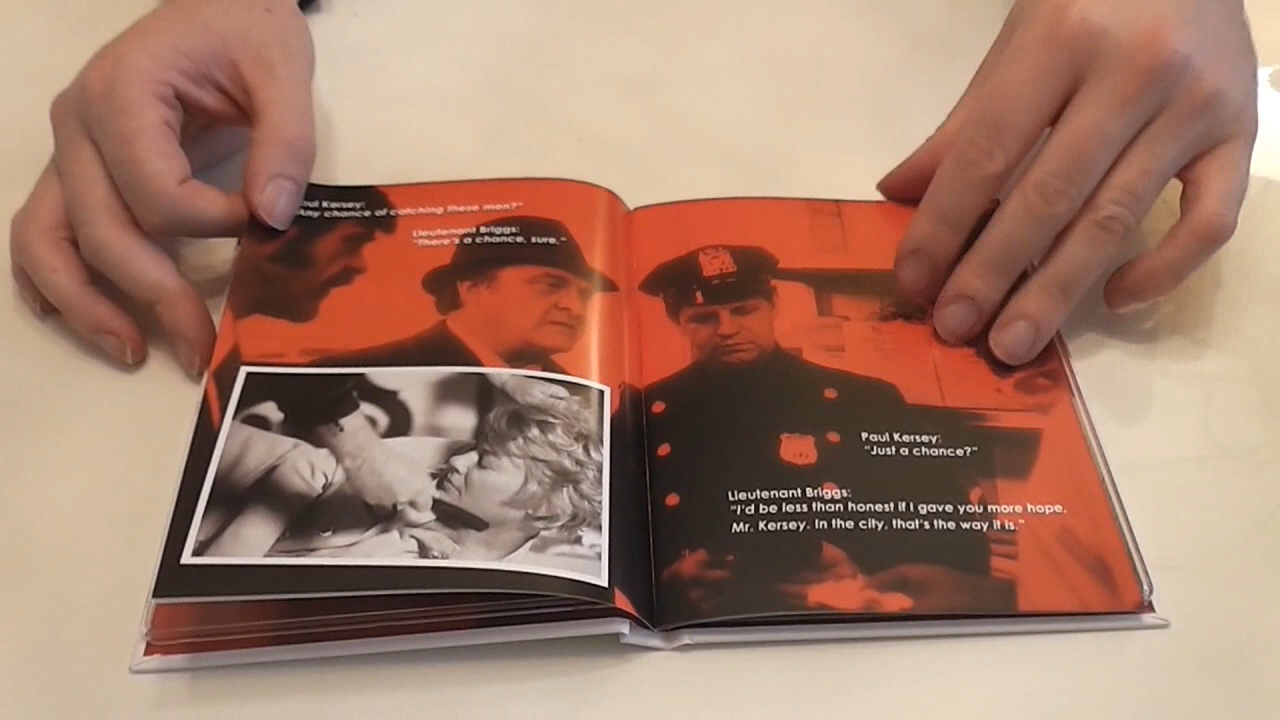 aul Kersey:
"Any chance of catching these men?"
Lieutenant Briggs:
"There's a chance, sure."
Paul Kersey:
"Just a chance?"
Lieutenant Briggs:
"I'd be less than honest if I gave you more hope,
Mr. Kersey. In the city, that's the way it is."